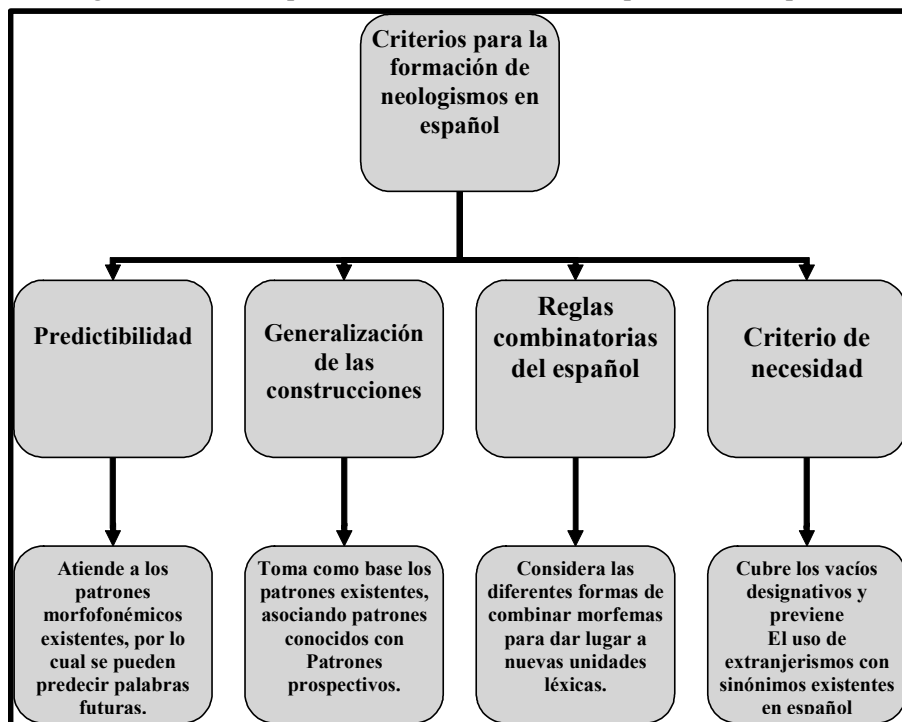 Criterios para la
formación de
neologismos en
español
Predictibilidad
Generalización
de las
construcciones
Reglas
combinatorias
del español
Criterio de
necesidad
Atiende a los
patrones
morfofonémicos
existentes, por lo
cual se pueden
predecir palabras
futuras.
Toma como base los
patrones existentes,
asociando patrones
conocidos con
Patrones
prospectivos.
Considera las
diferentes formas de
combinar morfemas
para dar lugar a
nuevas unidades
léxicas.
Cubre los vacíos
designativos y
previene
El uso de
extranjerismos con
sinónimos existentes
en español